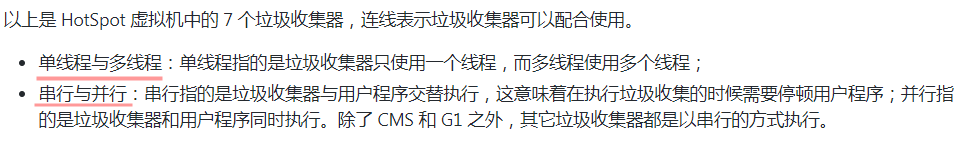 以上是 HotSpot 虚拟机中的 7 个垃圾收集器，连线表示垃圾收集器可以配合使用。
• 单线程与多线程：单线程指的是垃圾收集器只使用一个线程，而多线程使用多个线程；
• 串行与并行：串行指的是垃圾收集器与用户程序交替执行，这意味着在执行垃圾收集的时候需要停顿用户程序；并行指
的是垃圾收集器和用户程序同时执行。除了 CMS 和 G1 之外，其它垃圾收集器都是以串行的方式执行。